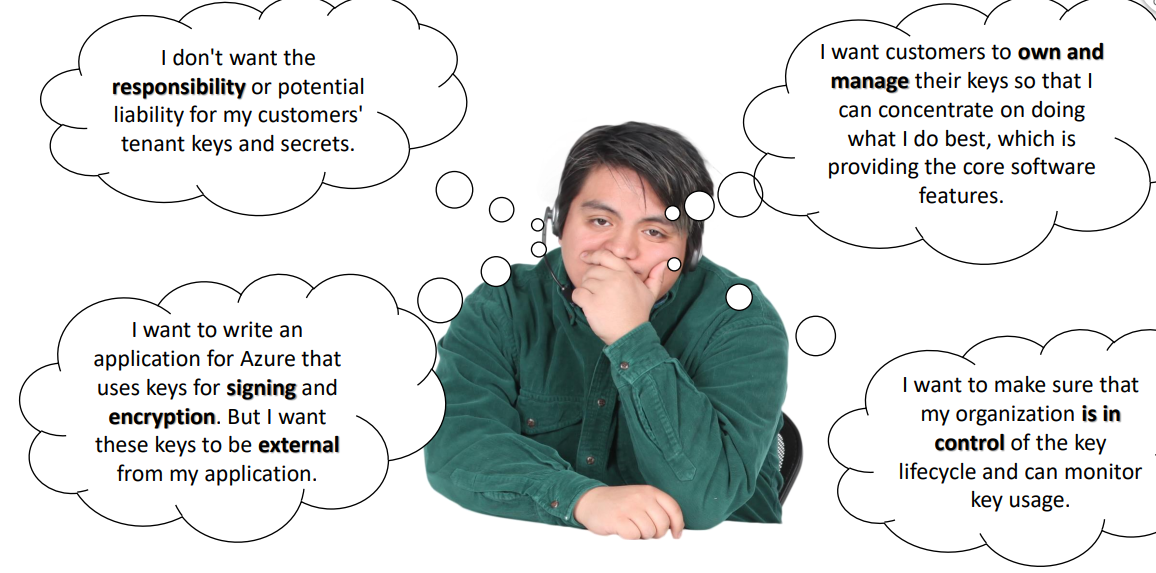 I don't want the
responsibility or potential
liability for my customers'
tenant keys and secrets.
I want customers to own and
manage their keys so that I
can concentrate on doing
what I do best, which is
providing the core software
features.
I want to write an
application for Azure that
uses keys for signing and
encryption. But I want
these keys to be external
from my application.
I want to make sure that
my organization is in
control of the key
lifecycle and can monitor
key usage.